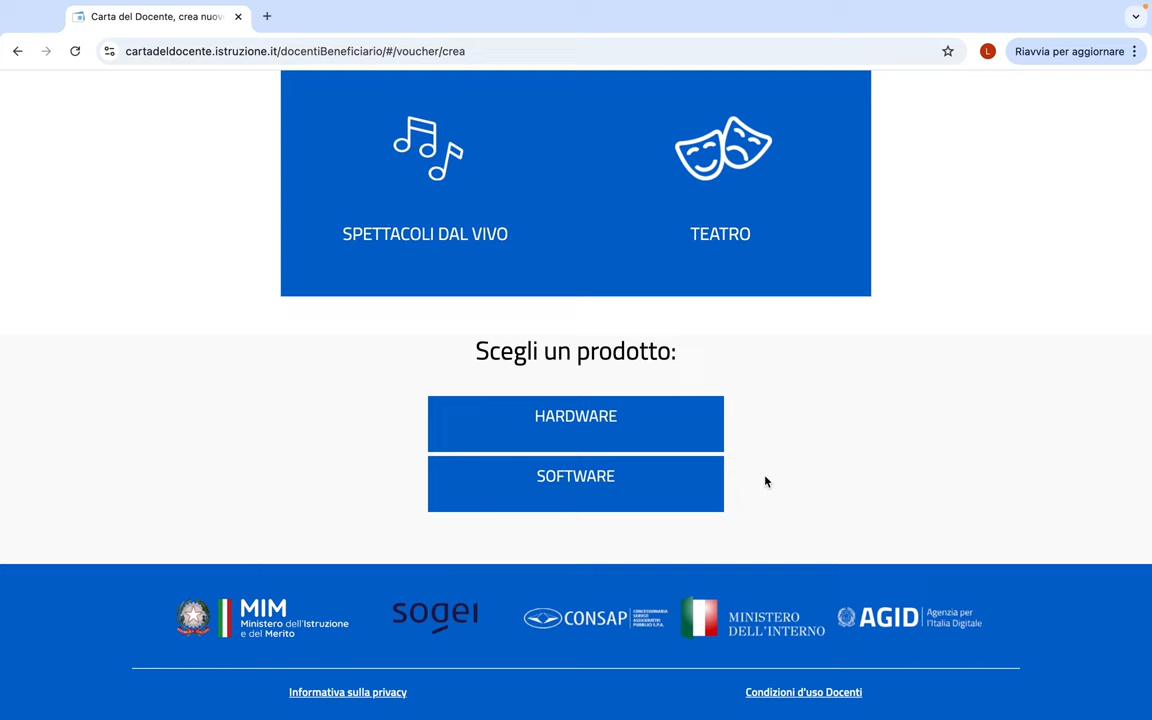 Carta del Docente, crea nuov
cartadeldocente.istruzione.it/docentiBeneficiario/#/voucher/crea
L
Riavvia per aggiornare
SPETTACOLI DAL VIVO
TEATRO
Scegli un prodotto:
HARDWARE
SOFTWARE
MIM
Ministero dell'Istruzione
e del Merito
sogei
CONSAP
CONCESSIONARIA
SERVIZI
ASSICURATIVI
PUBBLICI S.P.A.
MINISTERO
DELL'INTERNO
AGID
Agenzia per
l'Italia Digitale
Informativa sulla privacy
Condizioni d'uso Docenti